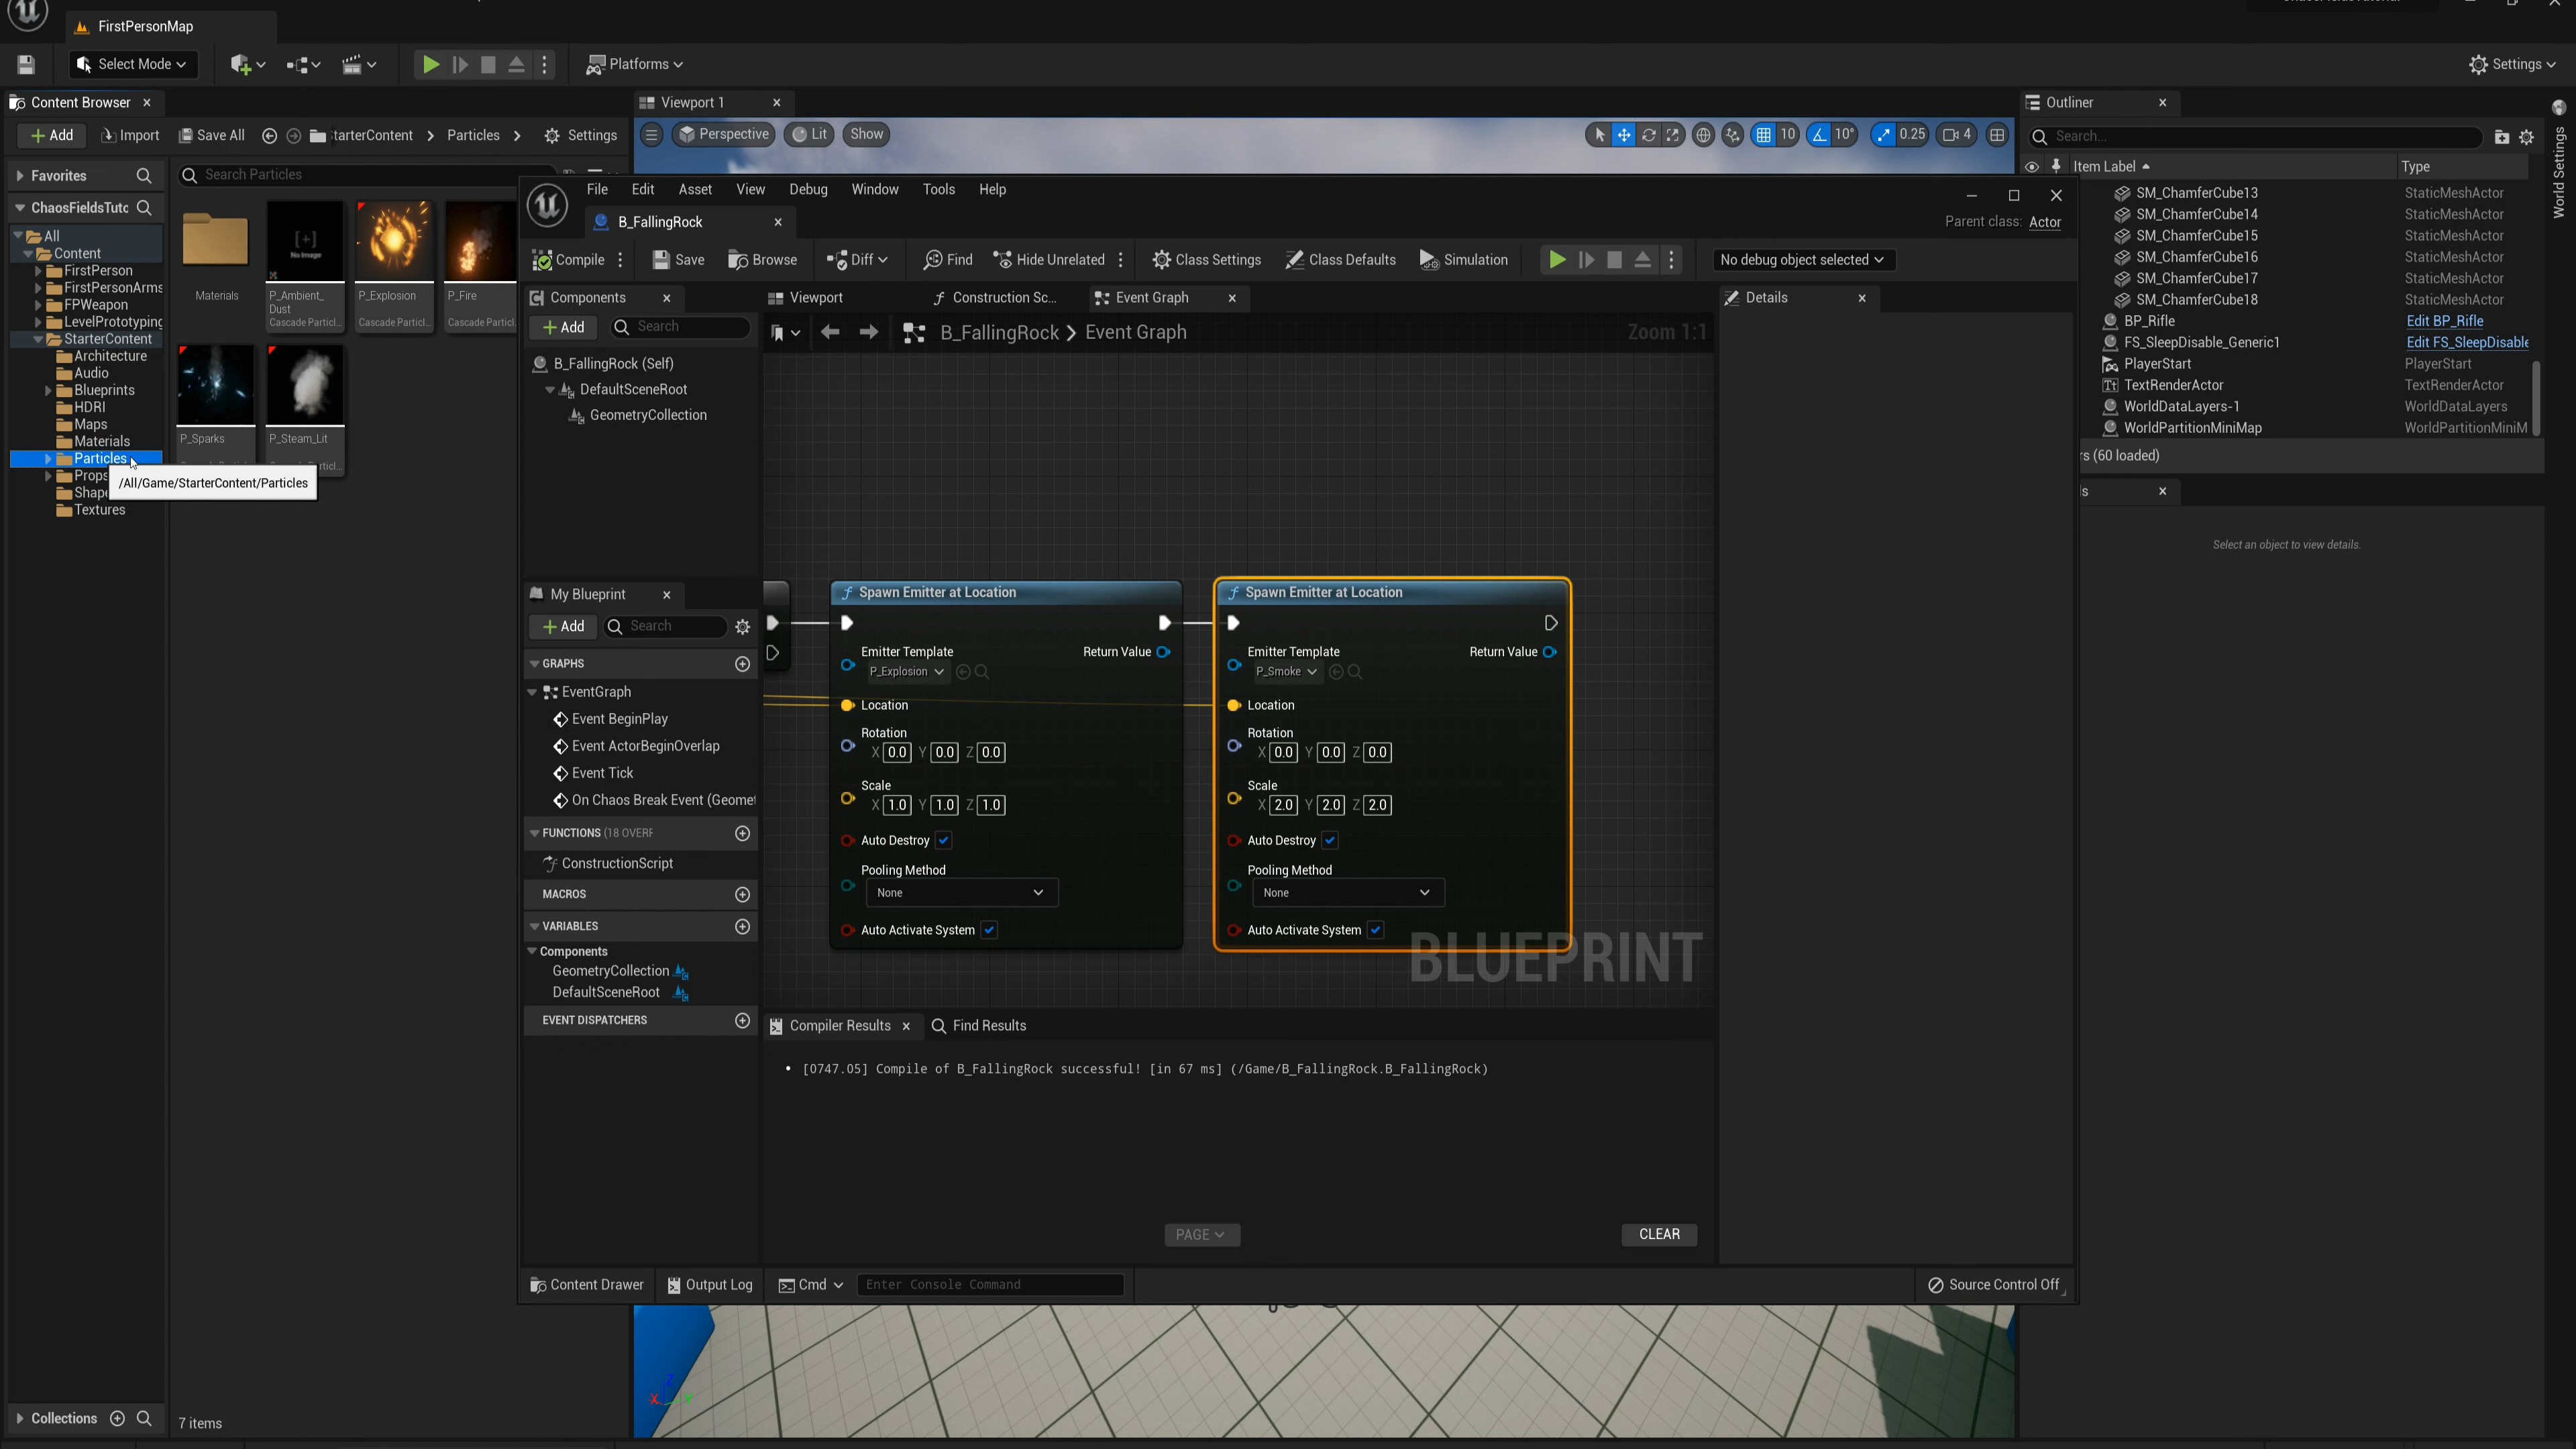 FirstPersonMap
Select Mode
Platforms
Settings
Content Browser
Add
Import
Save All
tarterContent
Particles
Settings
Favorites
Search Particles
ChaosFieldsTuto
All
Content
FirstPerson
FirstPersonArms
FPWeapon
LevelPrototyping
StarterContent
Architecture
Audio
Blueprints
HDRI
Maps
Materials
Particles
Props
Shape
Textures
/All/Game/StarterContent/Particles
Materials
No Image
P_Ambient_
Dust
Cascade Particl...
P_Explosion
Cascade Particl...
P_Fire
Cascade Particl
P_Sparks
P_Steam_Lit
Collections
7 items
Viewport 1
Perspective
Lit
Show
10
10°
0.25
4
File
Edit
Asset
View
Debug
Window
Tools
Help
B_FallingRock
Parent class: Actor
Compile
Save
Browse
Diff
Find
Hide Unrelated
Class Settings
Class Defaults
Simulation
No debug object selected
Components
Add
Search
B_FallingRock (Self)
DefaultSceneRoot
GeometryCollection
Viewport
Construction Sc...
Event Graph
B_FallingRock
Event Graph
Zoom 1:1
Details
My Blueprint
Add
Search
GRAPHS
EventGraph
Event BeginPlay
Event ActorBeginOverlap
Event Tick
On Chaos Break Event (Geomet
FUNCTIONS (18 OVERF
ConstructionScript
MACROS
VARIABLES
Components
GeometryCollection
DefaultSceneRoot
EVENT DISPATCHERS
Spawn Emitter at Location
Emitter Template
P_Explosion
Return Value
Location
Rotation
X 0.0 Y 0.0 Z 0.0
Scale
X 1.0 Y 1.0 Z 1.0
Auto Destroy
Pooling Method
None
Auto Activate System
Spawn Emitter at Location
Emitter Template
P_Smoke
Return Value
Location
Rotation
X 0.0 Y 0.0 Z 0.0
Scale
X 2.0 Y 2.0 Z 2.0
Auto Destroy
Pooling Method
None
Auto Activate System
BLUEPRINT
Compiler Results
Find Results
[0747.05] Compile of B_FallingRock successful! [in 67 ms] (/Game/B_FallingRock.B_FallingRock)
PAGE
CLEAR
Content Drawer
Output Log
Cmd
Enter Console Command
Source Control Off
Z
X
Y
Outliner
World Settings
Search...
Item Label
Type
SM_ChamferCube13
StaticMeshActor
SM_ChamferCube14
StaticMeshActor
SM_ChamferCube15
StaticMeshActor
SM_ChamferCube16
StaticMeshActor
SM_ChamferCube17
StaticMeshActor
SM_ChamferCube18
StaticMeshActor
BP_Rifle
Edit BP_Rifle
FS_SleepDisable_Generic1
Edit FS_SleepDisable
PlayerStart
PlayerStart
TextRenderActor
TextRenderActor
WorldDataLayers-1
WorldDataLayers
WorldPartitionMiniMap
WorldPartitionMiniM
rs (60 loaded)
ls
Select an object to view details.